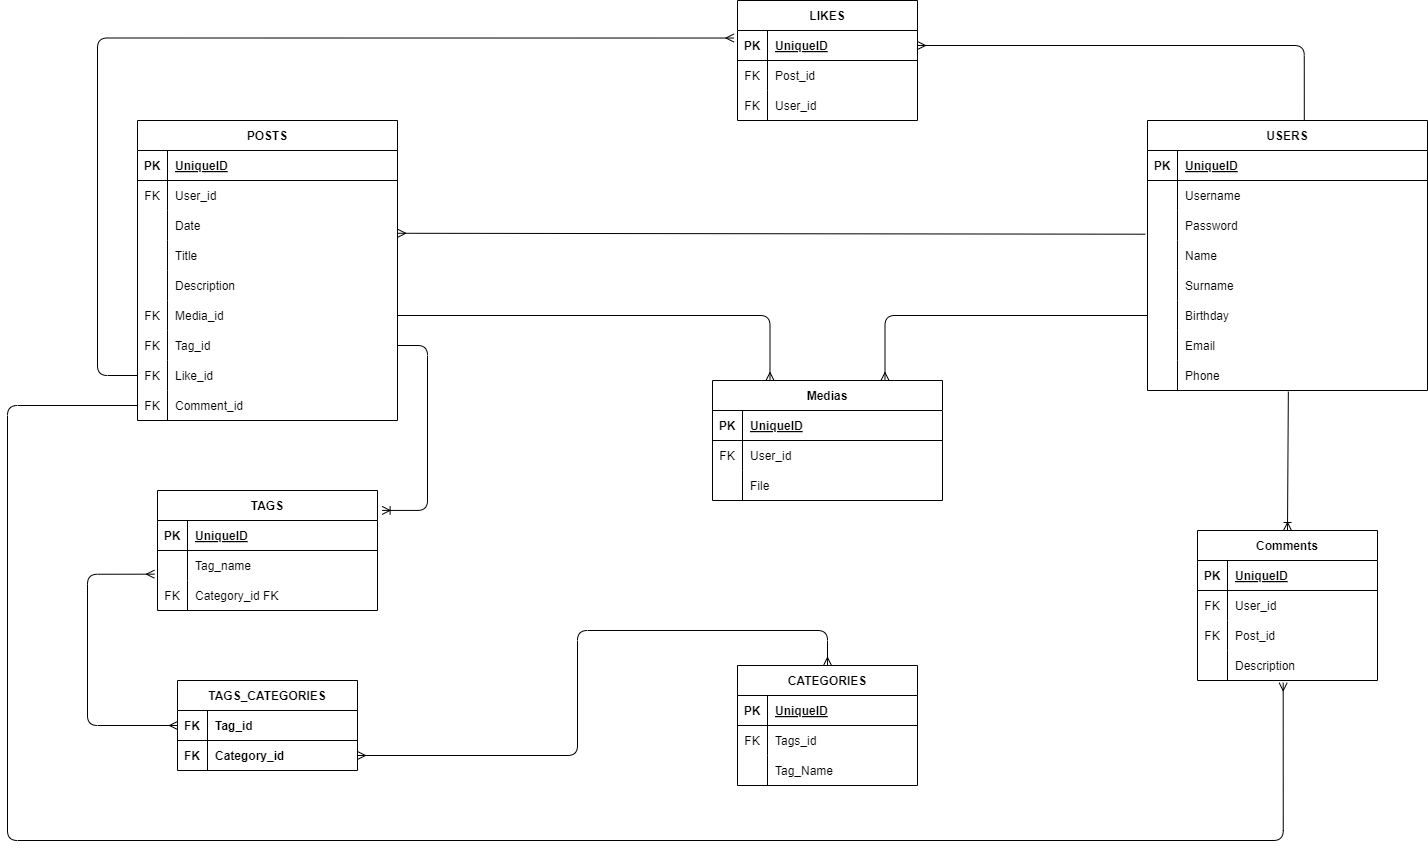 LIKES
PK UniqueID
FK Post_id
FK User_id
POSTS
PK UniqueID
FK User_id
Date
Title
Description
FK Media_id
FK Tag_id
FK Like_id
FK Comment_id
USERS
PK UniqueID
Username
Password
Name
Surname
Birthday
Email
Phone
Medias
PK UniqueID
FK User_id
File
TAGS
PK UniqueID
Tag_name
FK Category_id FK
Comments
PK UniqueID
FK User_id
FK Post_id
Description
TAGS_CATEGORIES
FK Tag_id
FK Category_id
CATEGORIES
PK UniqueID
FK Tags_id
Tag_Name